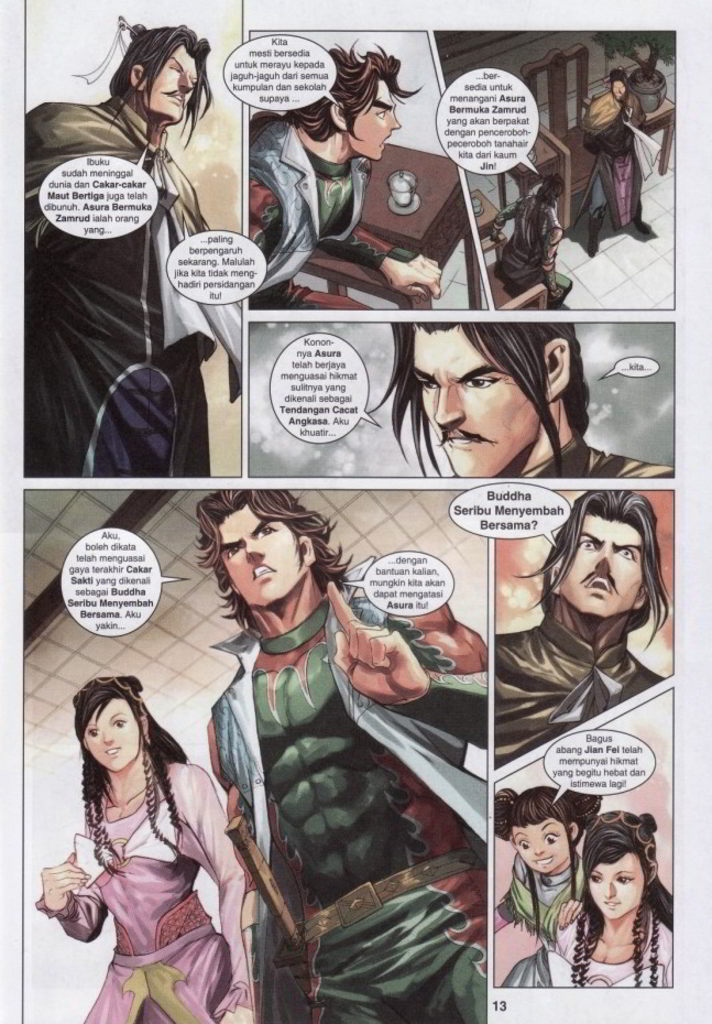 Ibuku
sudah meninggal
dunia dan Cakar-cakar
Maut Bertiga juga telah
dibunuh. Asura Bermuka
Zamrud ialah orang
yang...
...paling
berpengaruh
sekarang. Malulah
jika kita tidak meng-
hadiri persidangan
itu!
Kita
mesti bersedia
untuk merayu kepada
jaguh-jaguh dari semua
kumpulan dan sekolah
supaya ...
...ber-
sedia untuk
menangani Asura
Bermuka Zamrud
yang akan berpakat
dengan penceroboh-
peceroboh tanahair
kita dari kaum
Jin!
Konon-
nya Asura
telah berjaya
menguasai hikmat
sulitnya yang
dikenali sebagai
Tendangan Cacat
Angkasa. Aku
khuatir...
...kita...
Aku,
boleh dikata
telah menguasai
gaya terakhir Cakar
Sakti yang dikenali
sebagai Buddha
Seribu Menyembah
Bersama. Aku
yakin...
...dengan
bantuan kalian,
mungkin kita akan
dapat mengatasi
Asura itu!
Buddha
Seribu Menyembah
Bersama?
Bagus
abang Jian Fei telah
mempunyai hikmat
yang begitu hebat dan
istimewa lagi!
13